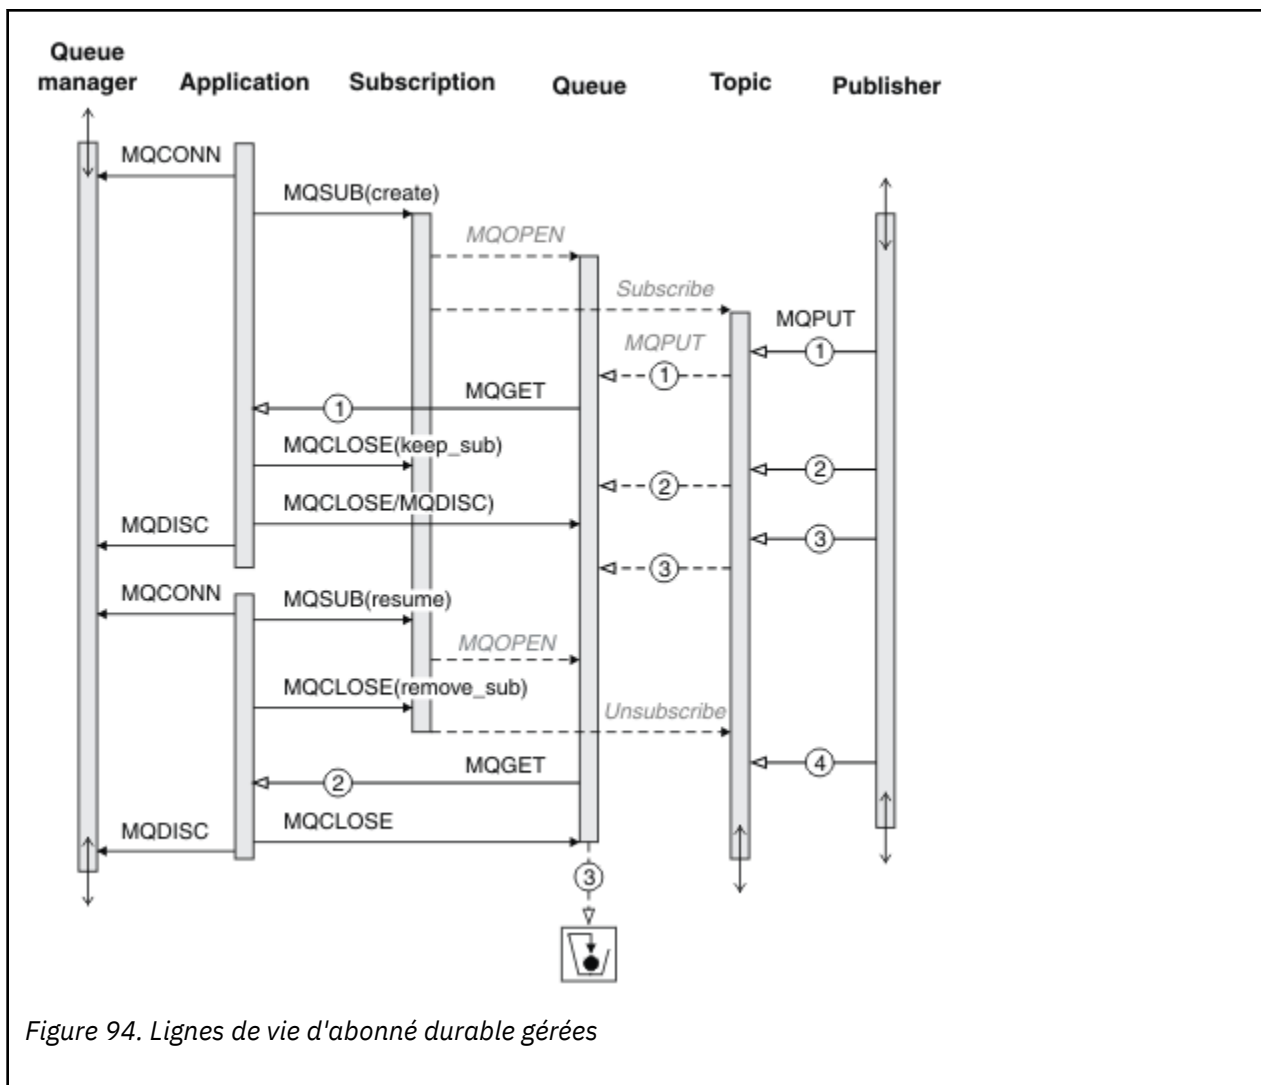 Queue manager
Application
Subscription
Queue
Topic
Publisher
MQCONN
MQSUB(create)
MQOPEN
Subscribe
MQPUT
1
MQPUT
1
MQGET
1
MQCLOSE(keep_sub)
2
2
MQCLOSE/MQDISC)
MQDISC
3
3
MQCONN
MQSUB(resume)
MQOPEN
MQCLOSE(remove_sub)
Unsubscribe
4
MQGET
2
MQCLOSE
MQDISC
3
Figure 94. Lignes de vie d'abonné durable gérées